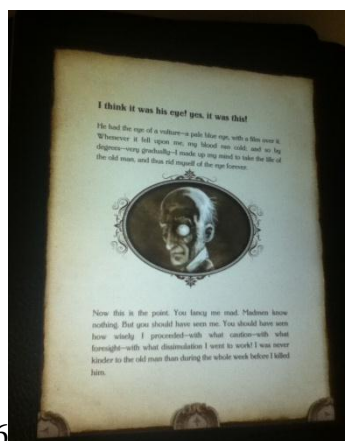 I think it was his eye! yes, it was this!
He had the eye of a vulture—a pale blue eye, with a film over it.
Whenever it fell upon me, my blood ran cold; and so by
degrees—very gradually—I made up my mind to take the life of
the old man, and thus rid myself of the eye forever.
Now this is the point. You fancy me mad. Madmen know
nothing. But you should have seen me. You should have seen
how wisely I proceeded—with what caution—with what
foresight—with what dissimulation I went to work! I was never
kinder to the old man than during the whole week before I killed
him.
6